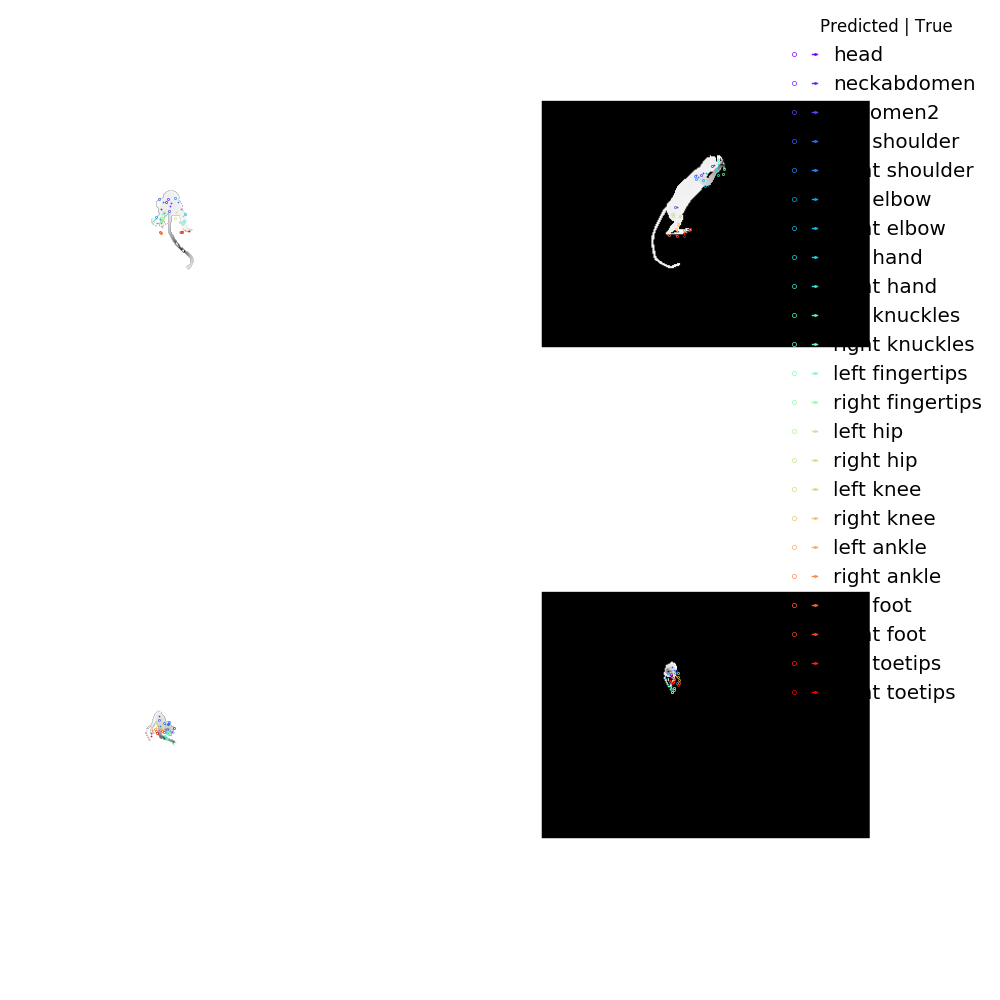 Predicted | True
head
neckabdomen
omen2
shoulder
t shoulder
elbow
t elbow
hand
t hand
knuckles
right knuckles
left fingertips
right fingertips
left hip
right hip
left knee
right knee
left ankle
right ankle
foot
t foot
toetips
t toetips